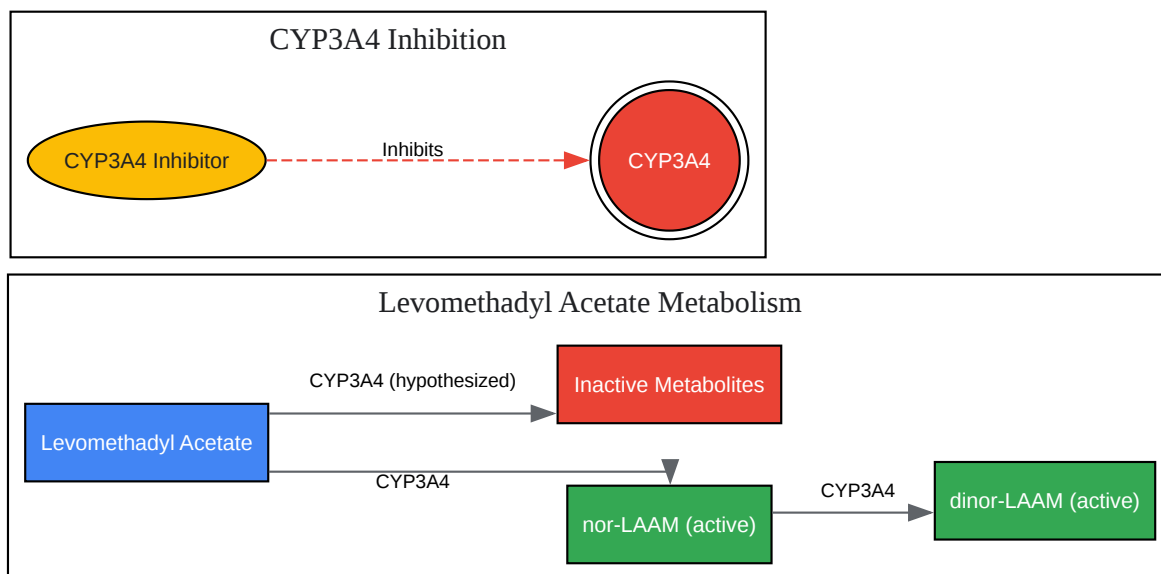 CYP3A4 Inhibition
CYP3A4 Inhibitor
Inhibits
CYP3A4
Levomethadyl Acetate Metabolism
CYP3A4 (hypothesized)
Inactive Metabolites
Levomethadyl Acetate
CYP3A4
nor-LAAM (active)
CYP3A4
dinor-LAAM (active)